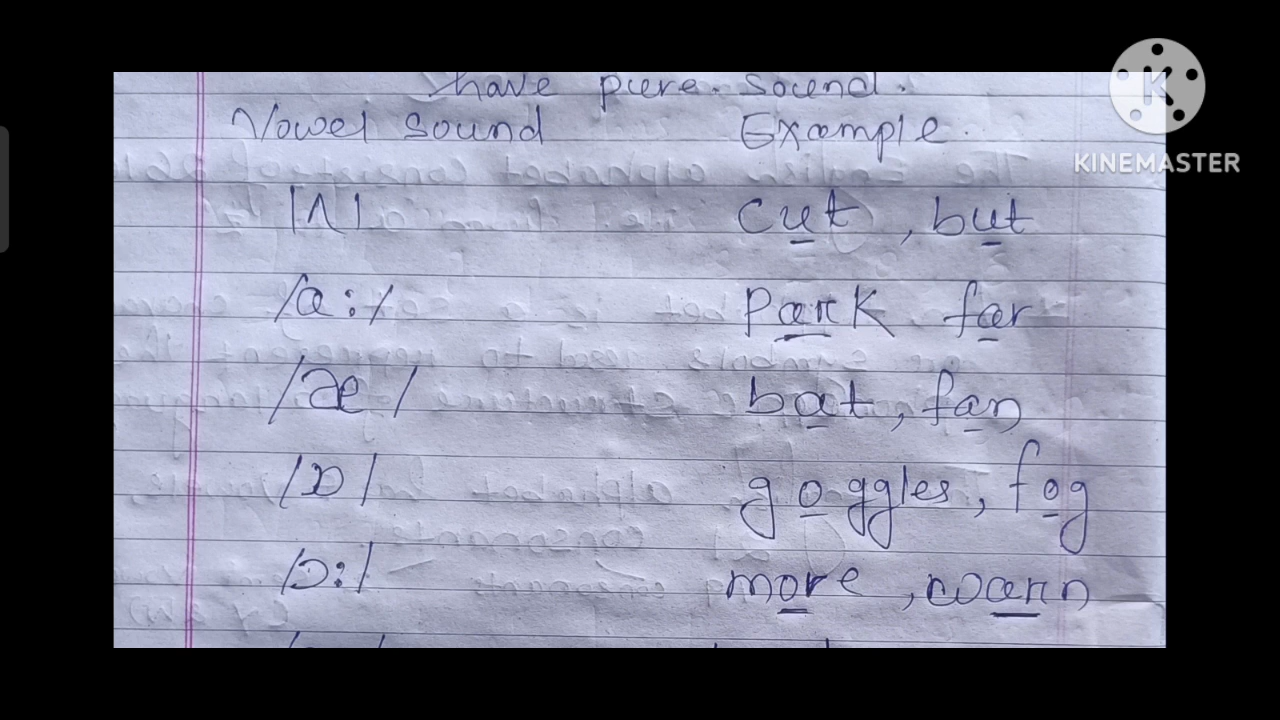 have pure. sound.
Vowel sound Example.
/ʌ/ cut, but
/a:/ Park far
/æ/ bat, fan
/ɒ/ goggles, fog
/ɔ:/ more, warn
KINEMASTER